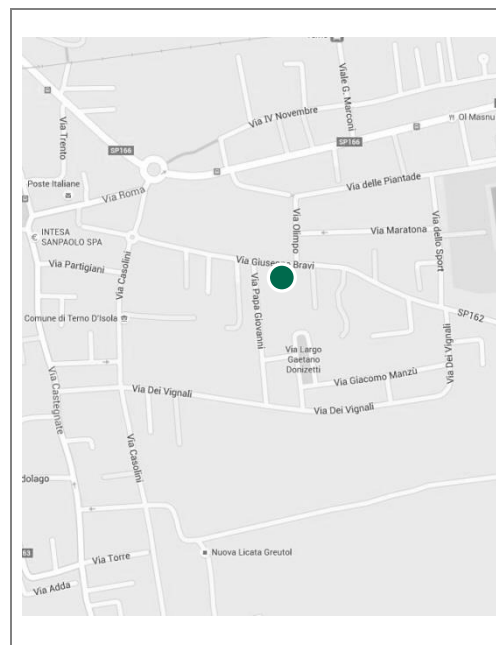 Viale G. Marconi
Via IV Novembre
Ol Masnu
SP166
SP166
Via Trento
Poste Italiane
Via Roma
Via delle Piantade
Via Olimpo
Via Maratona
Via dello Sport
INTESA
SANPAOLO SPA
Via Partigiani
Via Casolini
Via Giuseppe Bravi
Via Papa Giovanni
SP162
Comune di Terno D'Isola
Via Largo
Gaetano
Donizetti
Via Dei Vignali
Via Giacomo Manzù
Via Castegnate
Via Dei Vignali
Via Dei Vignali
Via Casolini
dolago
Nuova Licata Greutol
63
Via Torre
Via Adda